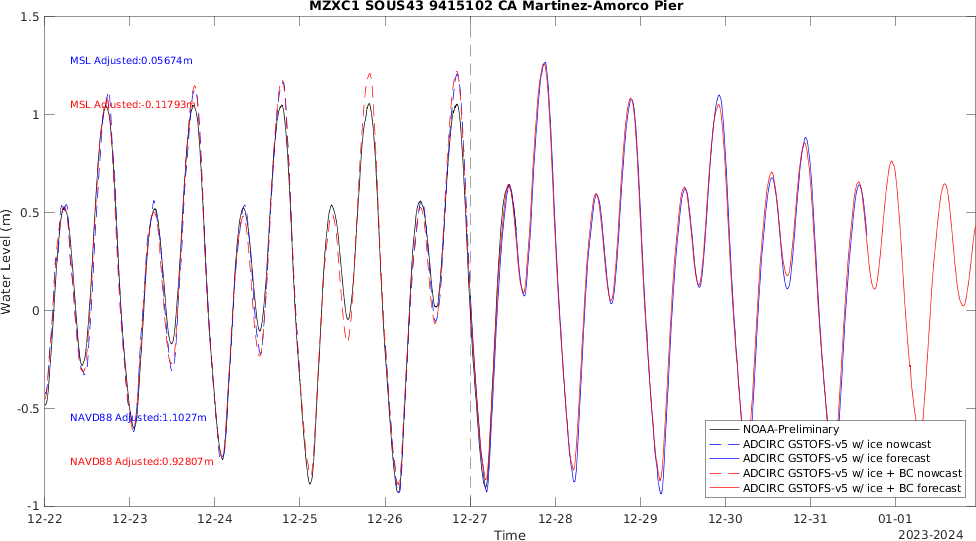 MZXC1 SOUS43 9415102 CA Martinez-Amorco Pier
1.5
MSL Adjusted:0.05674m
MSL Adjusted:-0.11793m
1
0.5
Water Level (m)
0
-0.5
NAVD88 Adjusted:1.1027m
NAVD88 Adjusted:0.92807m
NOAA-Preliminary
ADCIRC GSTOFS-v5 w/ ice nowcast
ADCIRC GSTOFS-v5 w/ ice forecast
ADCIRC GSTOFS-v5 w/ ice + BC nowcast
ADCIRC GSTOFS-v5 w/ ice + BC forecast
-1
12-22 12-23 12-24 12-25 12-26 12-27 12-28 12-29 12-30 12-31 01-01
Time
2023-2024